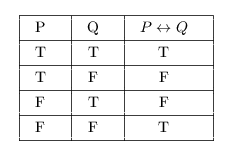 P Q P ↔ Q
T T T
T F F
F T F
F F T